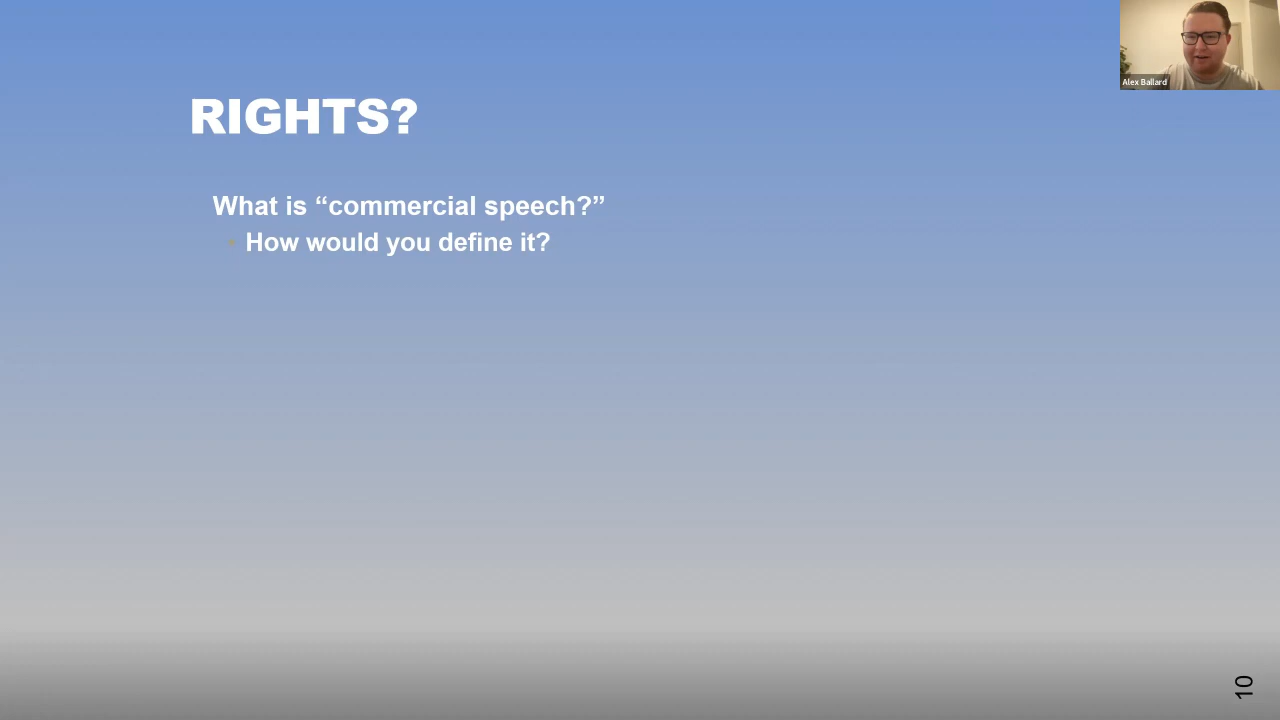 Alex Ballard
RIGHTS?
What is “commercial speech?”
How would you define it?
10